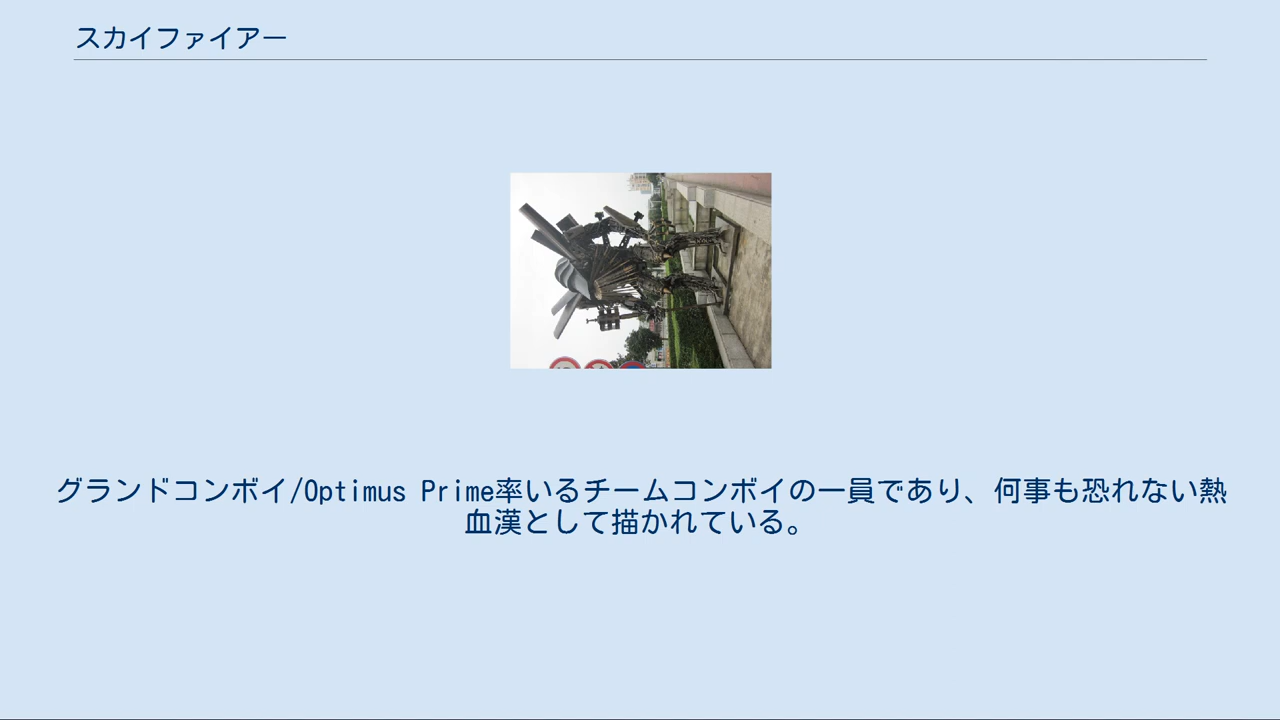 スカイファイアー
グランドコンボイ/Optimus Prime率いるチームコンボイの一員であり、何事も恐れない熱
血漢として描かれている。